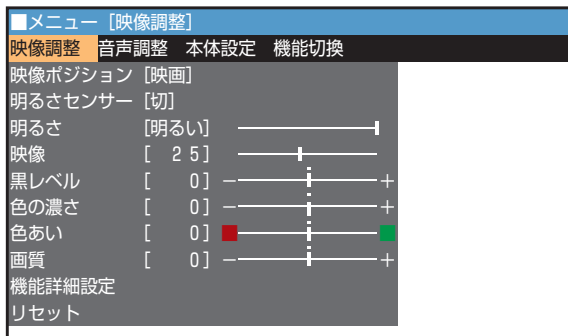 ■メニュー [映像調整]
映像調整 音声調整 本体設定 機能切換
映像ポジション [映画]
明るさセンサー [切]
明るさ [明るい]
映像 [ 25]
黒レベル [ 0] − +
色の濃さ [ 0] − +
色あい [ 0]
画質 [ 0] − +
機能詳細設定
リセット